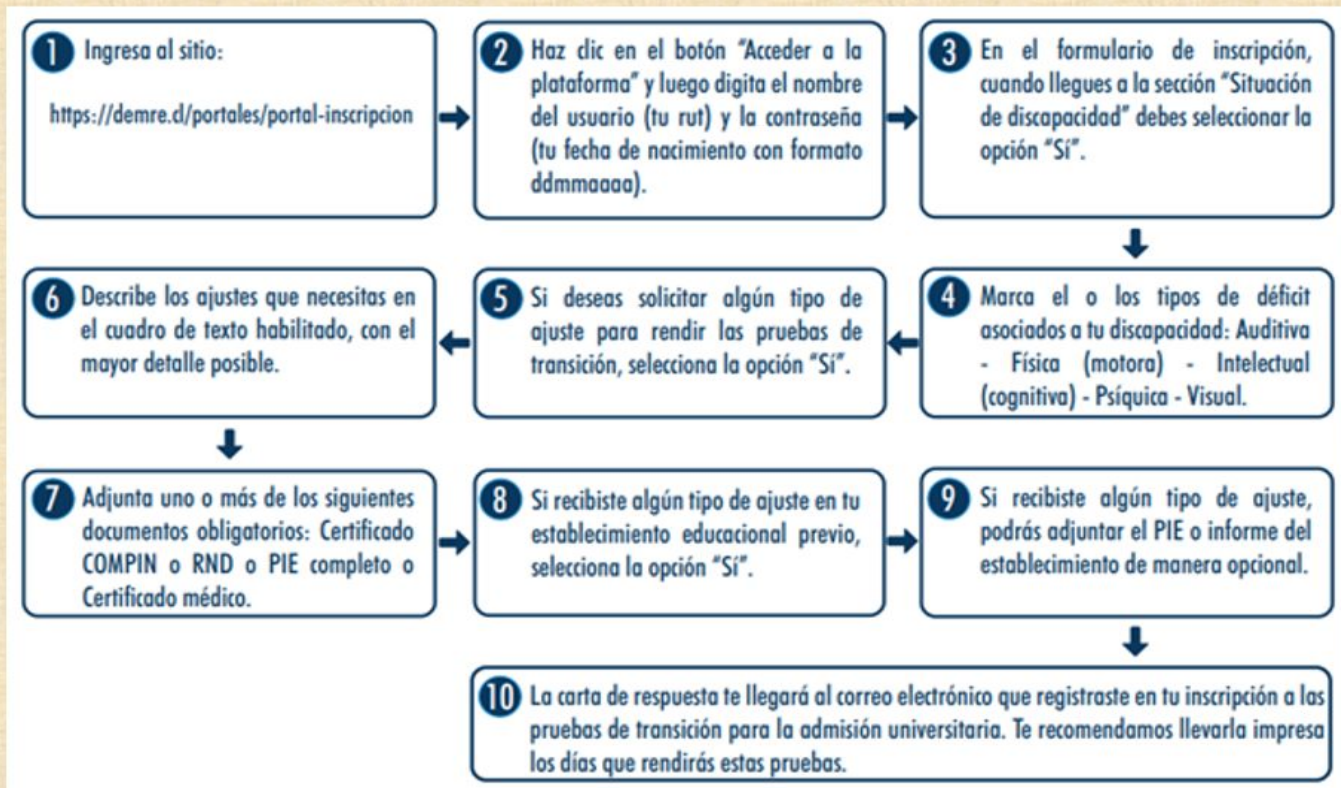 1 Ingresa al sitio:
https://demre.cl/portales/portal-inscripcion
2 Haz clic en el botón “Acceder a la
plataforma” y luego digita el nombre
del usuario (tu rut) y la contraseña
(tu fecha de nacimiento con formato
ddmmaaaa).
3 En el formulario de inscripción,
cuando llegues a la sección “Situación
de discapacidad” debes seleccionar la
opción “Sí”.
4 Marca el o los tipos de déficit
asociados a tu discapacidad: Auditiva
- Física (motora) - Intelectual
(cognitiva) - Psíquica - Visual.
5 Si deseas solicitar algún tipo de
ajuste para rendir las pruebas de
transición, selecciona la opción “Sí”.
6 Describe los ajustes que necesitas en
el cuadro de texto habilitado, con el
mayor detalle posible.
7 Adjunta uno o más de los siguientes
documentos obligatorios: Certificado
COMPIN o RND o PIE completo o
Certificado médico.
8 Si recibiste algún tipo de ajuste en tu
establecimiento educacional previo,
selecciona la opción “Sí”.
9 Si recibiste algún tipo de ajuste,
podrás adjuntar el PIE o informe del
establecimiento de manera opcional.
10 La carta de respuesta te llegará al correo electrónico que registraste en tu inscripción a las
pruebas de transición para la admisión universitaria. Te recomendamos llevarla impresa
los días que rendirás estas pruebas.